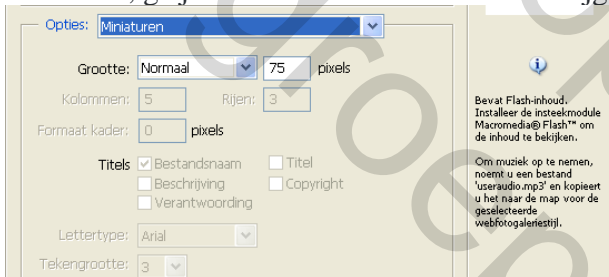 Opties: Miniaturen
Grootte: Normaal 75 pixels
Kolommen: 5 Rijen: 3
Formaat kader: 0 pixels
Titels Bestandsnaam Titel
Beschrijving Copyright
Verantwoording
Lettertype: Arial
Tekengrootte: 3
Bevat Flash-inhoud.
Installeer de insteekmodule
Macromedia® Flash™ om
de inhoud te bekijken.
Om muziek op te nemen,
noemt u een bestand
'useraudio.mp3' en kopieert
u het naar de map voor de
geselecteerde
webfotogaleriestijl.